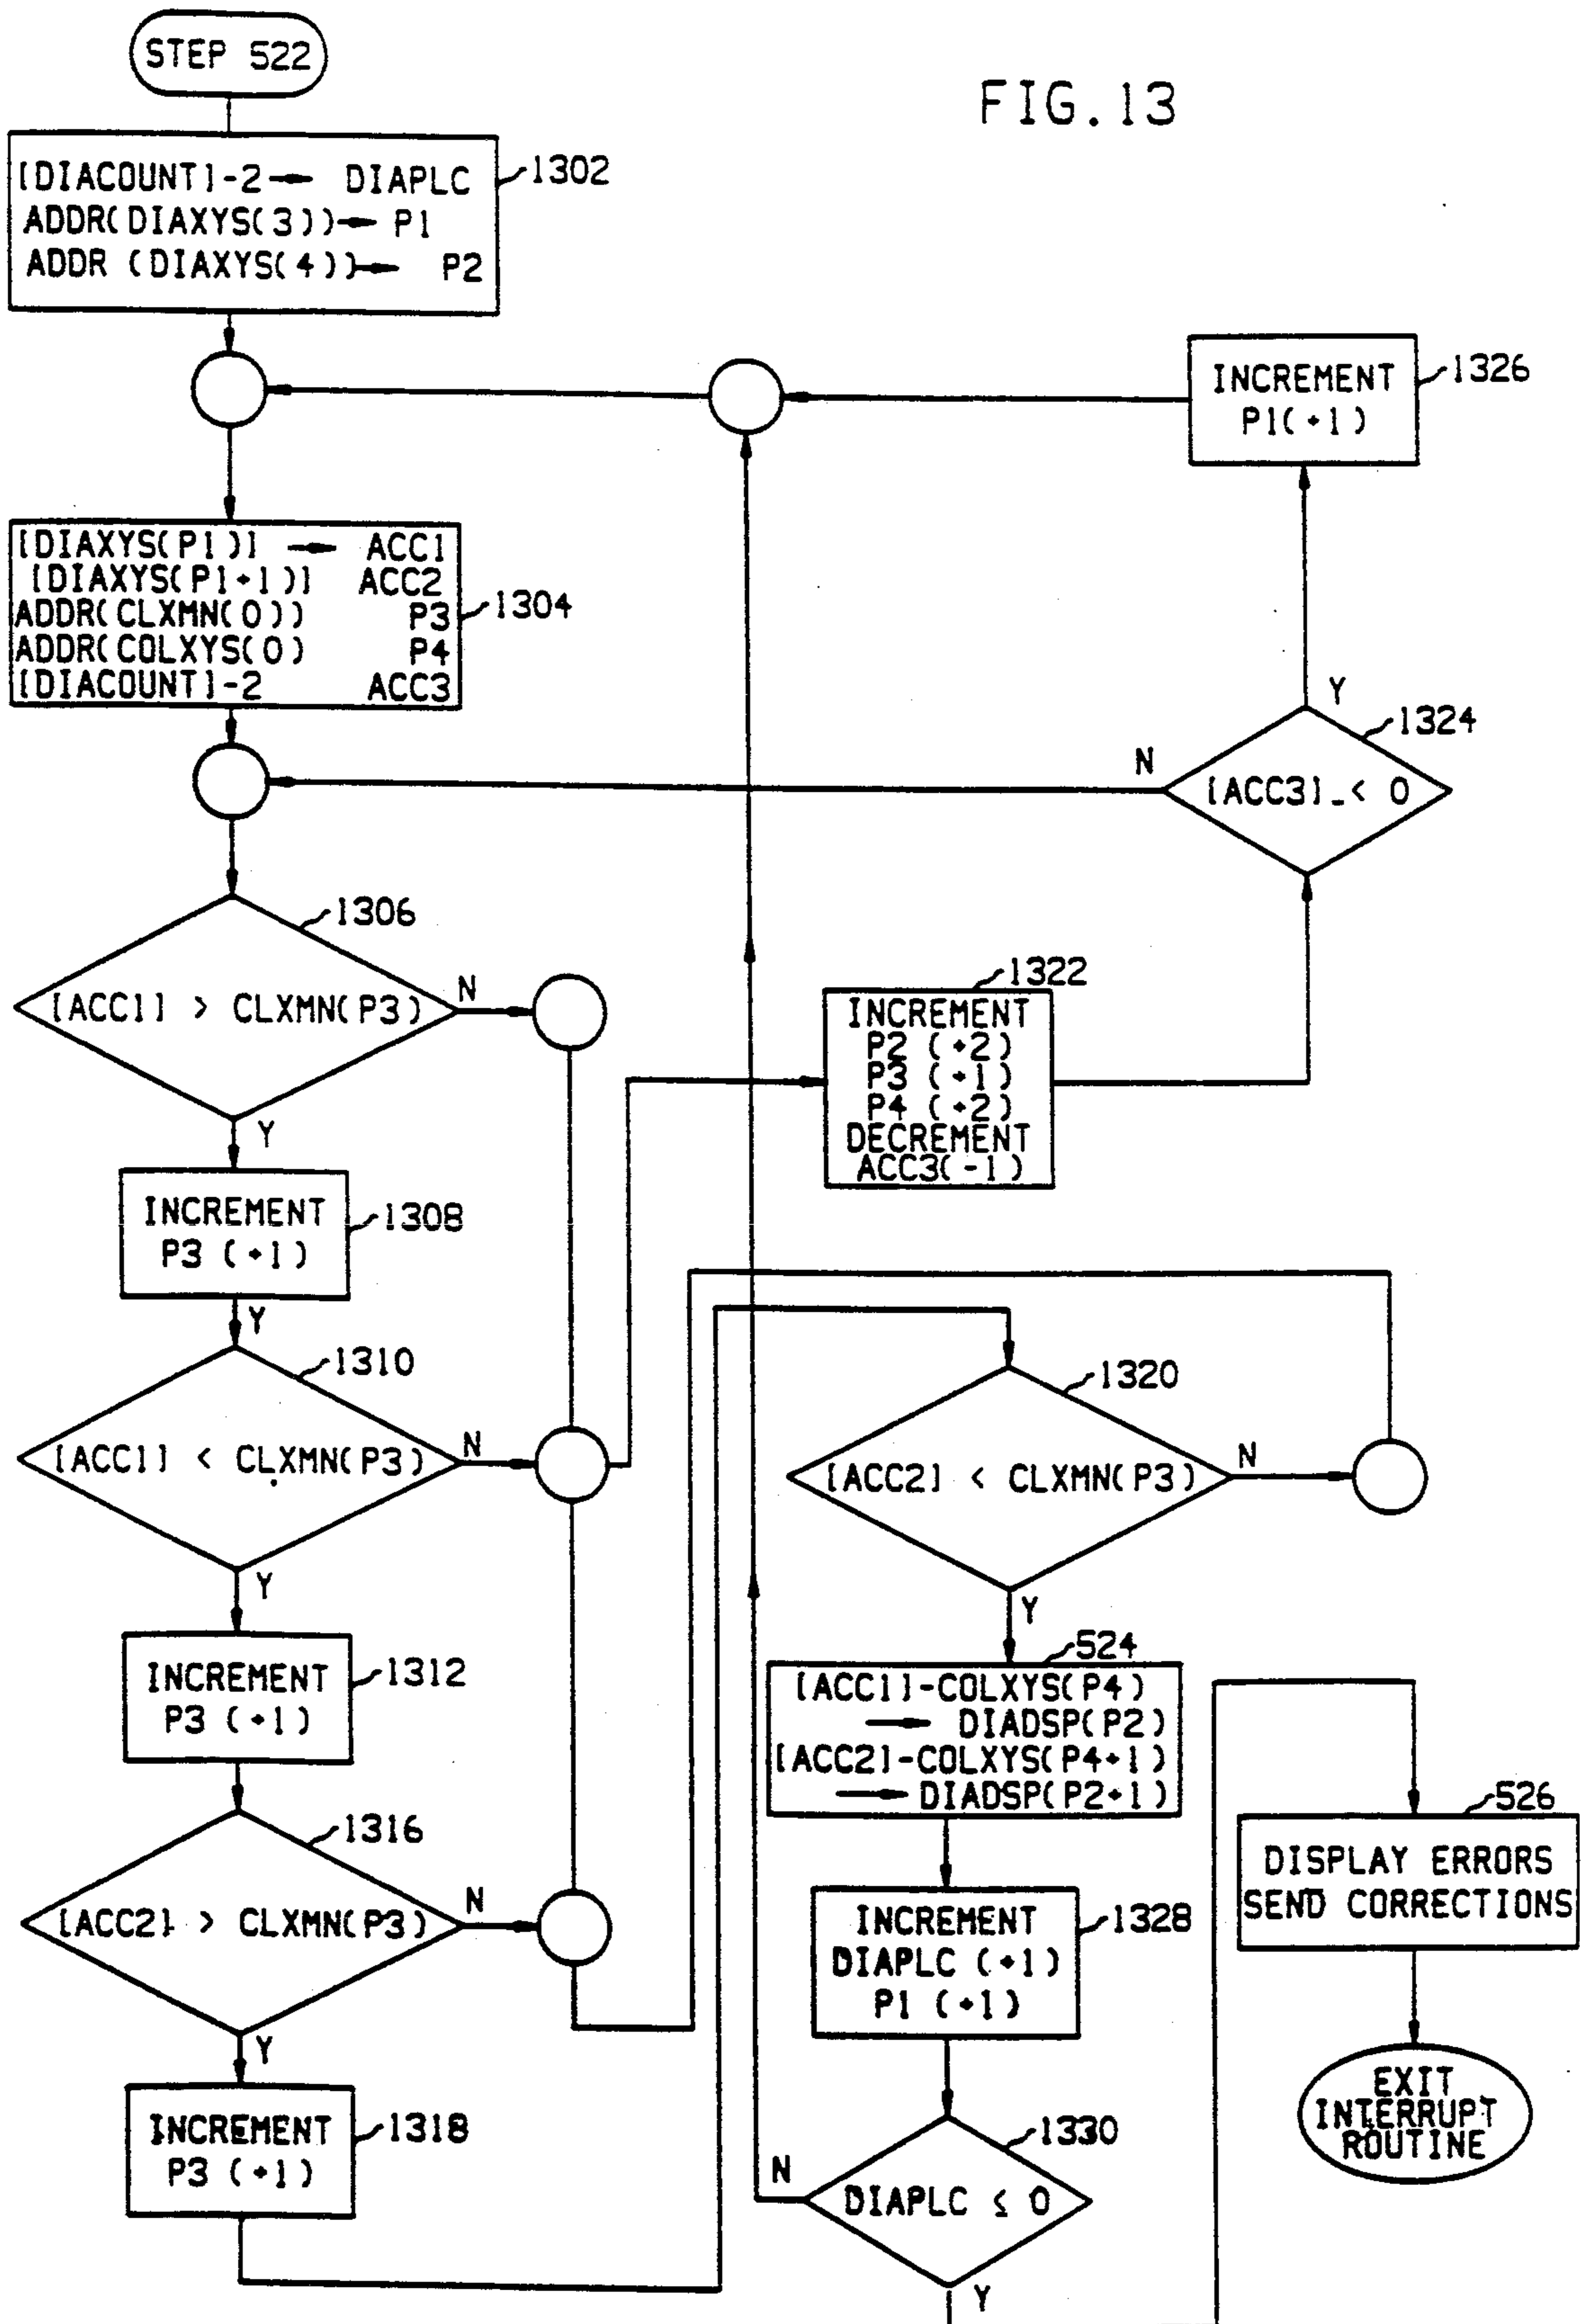 STEP 522
FIG. 13
[DIACOUNT]-2→ DIAPLC
ADDR(DIAXYS(3))→ P1
ADDR (DIAXYS(4))→ P2
1302
INCREMENT
P1(+1)
1326
[DIAXYS(P1)] → ACC1
[DIAXYS(P1+1)] ACC2
ADDR(CLXMN(0)) P3
ADDR(COLXYS(0) P4
[DIACOUNT]-2 ACC3
1304
Y
1324
N
[ACC3] < 0
1306
[ACC1] > CLXMN(P3)
N
Y
1322
INCREMENT
P2 (+2)
P3 (+1)
P4 (+2)
DECREMENT
ACC3(-1)
INCREMENT
P3 (+1)
1308
Y
1310
[ACC1] < CLXMN(P3)
N
Y
1320
[ACC2] < CLXMN(P3)
N
Y
INCREMENT
P3 (+1)
1312
524
[ACC1]-COLXYS(P4)
→ DIADSP(P2)
[ACC2]-COLXYS(P4+1)
→ DIADSP(P2+1)
1316
[ACC2] > CLXMN(P3)
N
Y
INCREMENT
DIAPLC (+1)
P1 (+1)
1328
526
DISPLAY ERRORS
SEND CORRECTIONS
INCREMENT
P3 (+1)
1318
1330
N
DIAPLC ≤ 0
Y
EXIT
INTERRUPT
ROUTINE